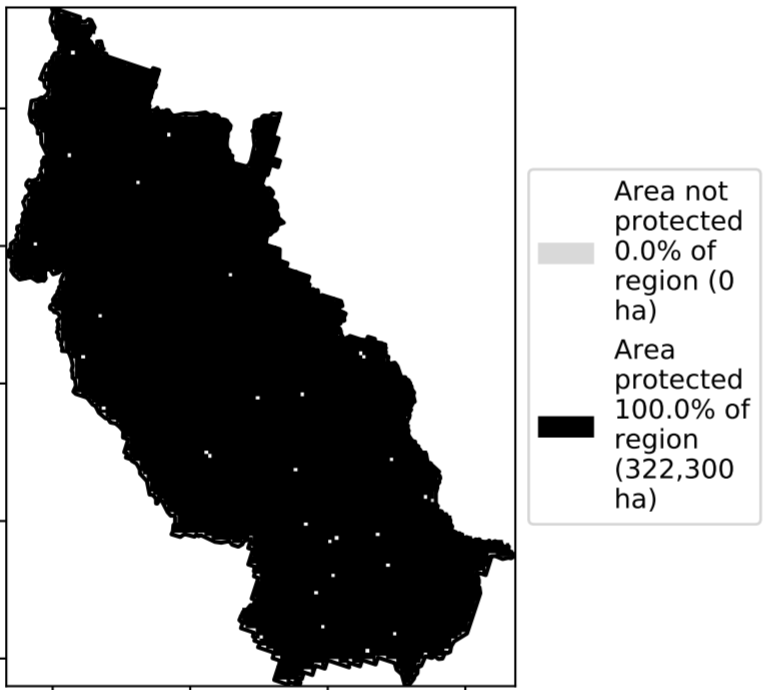 Area not
protected
0.0% of
region (0
ha)
Area
protected
100.0% of
region
(322,300
ha)